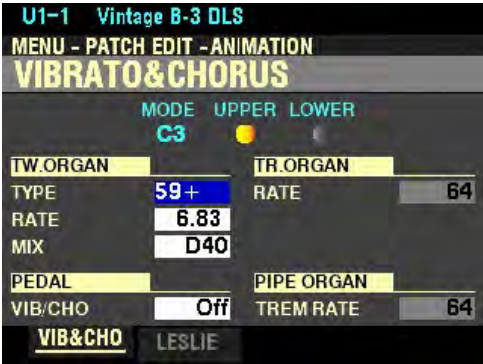 U1-1 Vintage B-3 DLS
MENU - PATCH EDIT -ANIMATION
VIBRATO&CHORUS
MODE UPPER LOWER
C3
TW.ORGAN TR.ORGAN
TYPE 59+ RATE 64
RATE 6.83
MIX D40
PEDAL PIPE ORGAN
VIB/CHO Off TREM RATE 64
VIB&CHO LESLIE